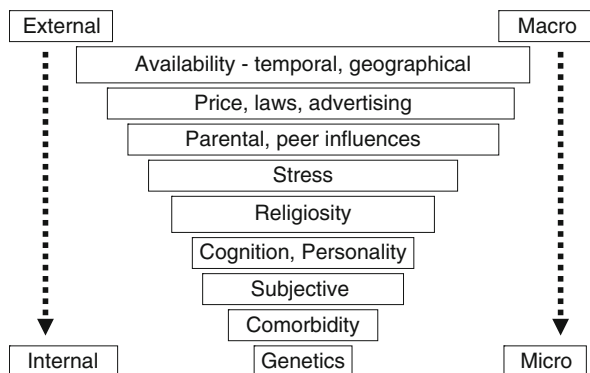 External
Macro
Availability - temporal, geographical
Price, laws, advertising
Parental, peer influences
Stress
Religiosity
Cognition, Personality
Subjective
Comorbidity
Internal
Genetics
Micro